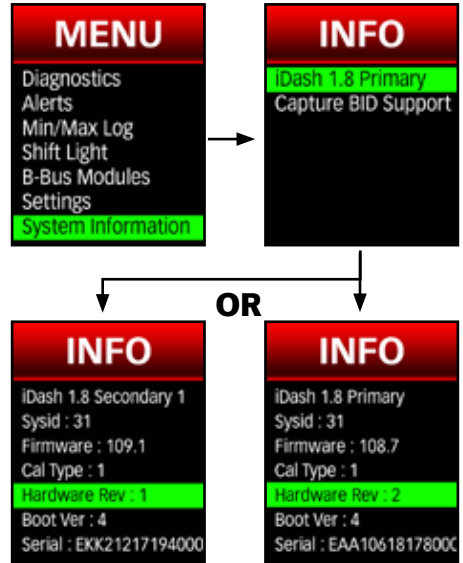 MENU
Diagnostics
Alerts
Min/Max Log
Shift Light
B-Bus Modules
Settings
System Information
INFO
iDash 1.8 Primary
Capture BID Support
OR
INFO
iDash 1.8 Secondary 1
Sysid : 31
Firmware : 109.1
Cal Type : 1
Hardware Rev : 1
Boot Ver : 4
Serial : EKK21217194000
INFO
iDash 1.8 Primary
Sysid : 31
Firmware : 108.7
Cal Type : 1
Hardware Rev : 2
Boot Ver : 4
Serial : EAA1061817800